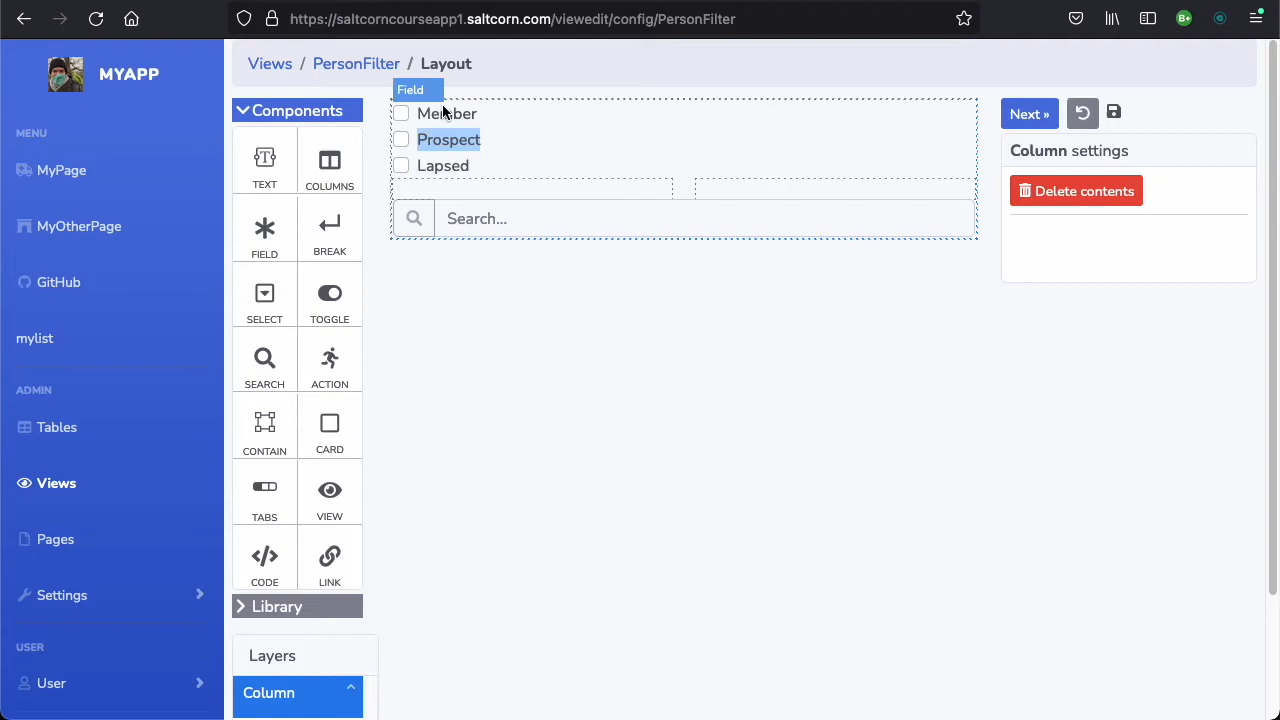 https://saltcorncourseapp1.saltcorn.com/viewedit/config/PersonFilter
MYAPP
MENU
MyPage
MyOtherPage
GitHub
mylist
ADMIN
Tables
Views
Pages
Settings
USER
User
Views / PersonFilter / Layout
Components
TEXT
COLUMNS
FIELD
BREAK
SELECT
TOGGLE
SEARCH
ACTION
CONTAIN
CARD
TABS
VIEW
CODE
LINK
Library
Layers
Column
Field
Member
Prospect
Lapsed
Search...
Next »
Column settings
Delete contents
B+